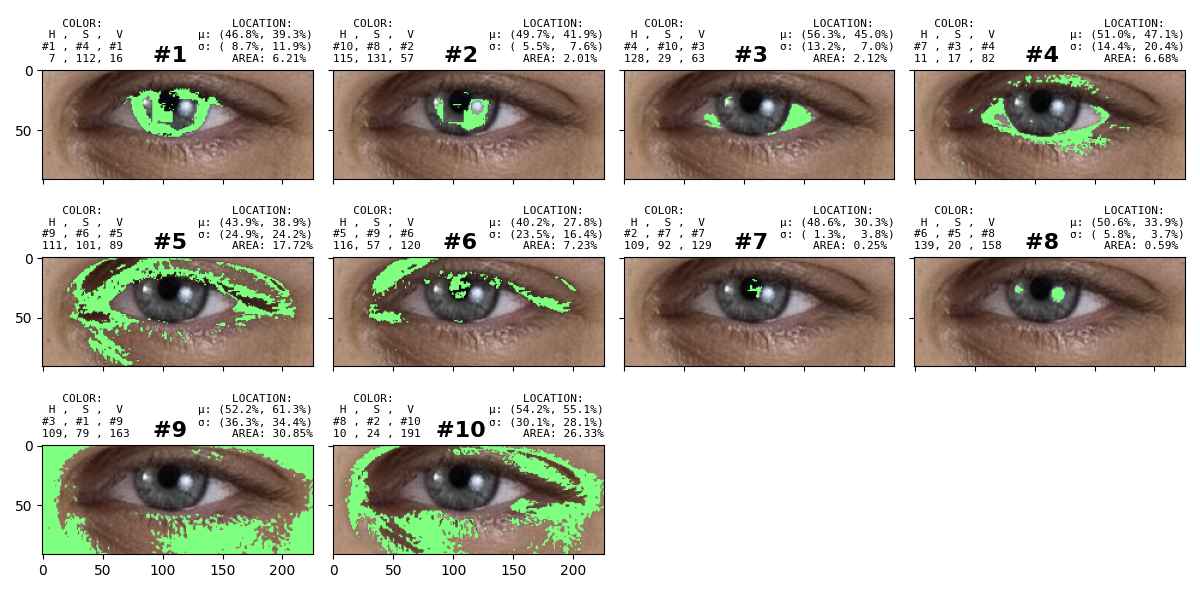 COLOR: LOCATION:
H , S , V μ: (46.8%, 39.3%)
#1 , #4 , #1 #1 σ: ( 8.7%, 11.9%)
7 , 112, 16 AREA: 6.21%
COLOR: LOCATION:
H , S , V μ: (49.7%, 41.9%)
#10, #8 , #2 #2 σ: ( 5.5%, 7.6%)
115, 131, 57 AREA: 2.01%
COLOR: LOCATION:
H , S , V μ: (56.3%, 45.0%)
#4 , #10, #3 #3 σ: (13.2%, 7.0%)
128, 29 , 63 AREA: 2.12%
COLOR: LOCATION:
H , S , V μ: (51.0%, 47.1%)
#7 , #3 , #4 #4 σ: (14.4%, 20.4%)
11 , 17 , 82 AREA: 6.68%
0
50
COLOR: LOCATION:
H , S , V μ: (43.9%, 38.9%)
#9 , #6 , #5 #5 σ: (24.9%, 24.2%)
111, 101, 89 AREA: 17.72%
COLOR: LOCATION:
H , S , V μ: (40.2%, 27.8%)
#5 , #9 , #6 #6 σ: (23.5%, 16.4%)
116, 57 , 120 AREA: 7.23%
COLOR: LOCATION:
H , S , V μ: (48.6%, 30.3%)
#2 , #7 , #7 #7 σ: ( 1.3%, 3.8%)
109, 92 , 129 AREA: 0.25%
COLOR: LOCATION:
H , S , V μ: (50.6%, 33.9%)
#6 , #5 , #8 #8 σ: ( 5.8%, 3.7%)
139, 20 , 158 AREA: 0.59%
0
50
COLOR: LOCATION:
H , S , V μ: (52.2%, 61.3%)
#3 , #1 , #9 #9 σ: (36.3%, 34.4%)
109, 79 , 163 AREA: 30.85%
COLOR: LOCATION:
H , S , V μ: (54.2%, 55.1%)
#8 , #2 , #10 #10 σ: (30.1%, 28.1%)
10 , 24 , 191 AREA: 26.33%
0
50
0 50 100 150 200
0 50 100 150 200